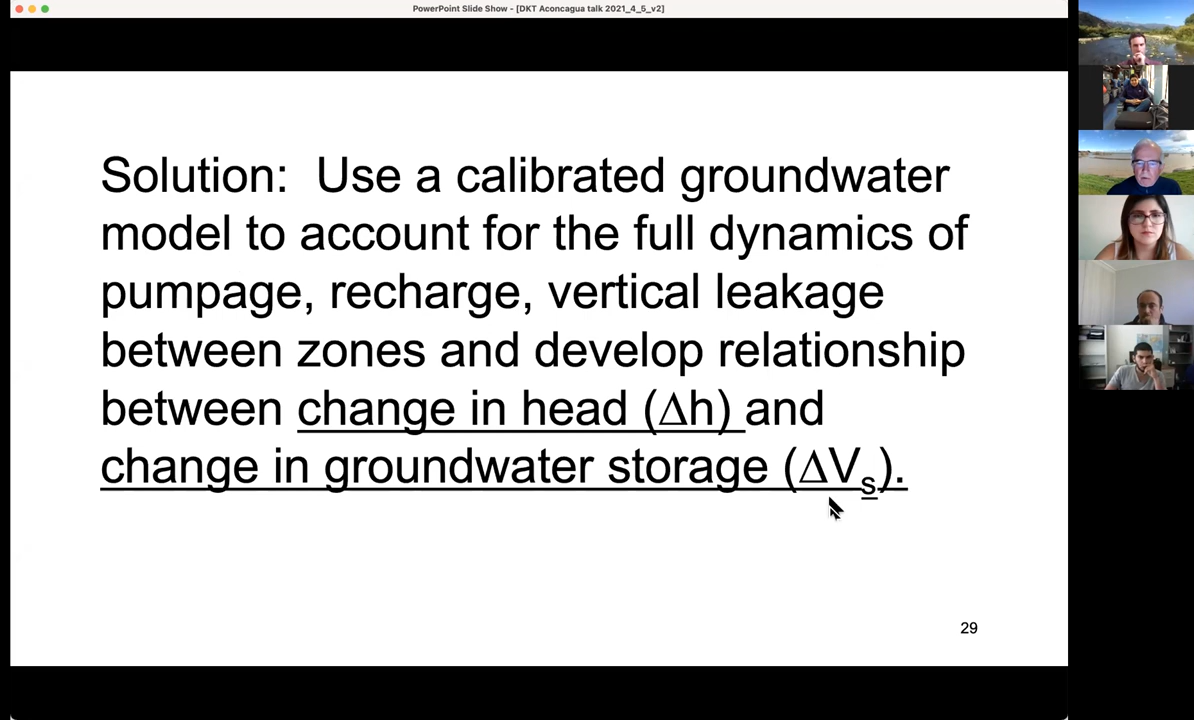 PowerPoint Slide Show - [DKT Aconcagua talk 2021_4_5_v2]
Solution:  Use a calibrated groundwater
model to account for the full dynamics of
pumpage, recharge, vertical leakage
between zones and develop relationship
between change in head (Δh) and
change in groundwater storage (ΔVs).
29